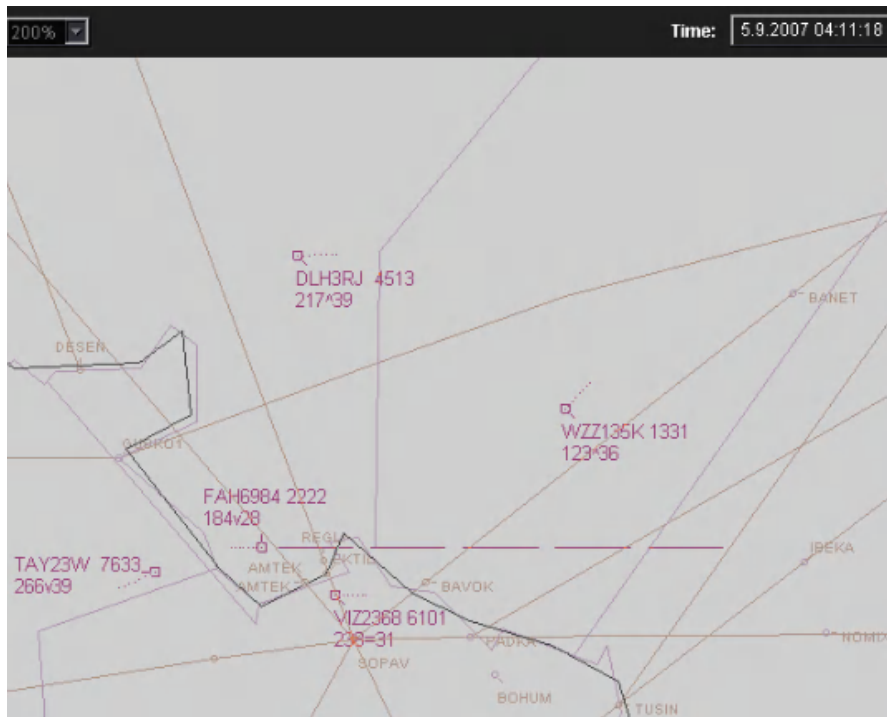 200%
Time: 5.9.2007 04:11:18
DLH3RJ 4513
217^39
BANET
DESEN
WZZ135K 1331
123^36
FAH6984 2222
184v28
AMTEK
IBEKA
TAY23W 7633
266v39
AMTEK
BAVOK
VIZ2368 6101
PADKA
SOPAV
BOHUM
TUSIN